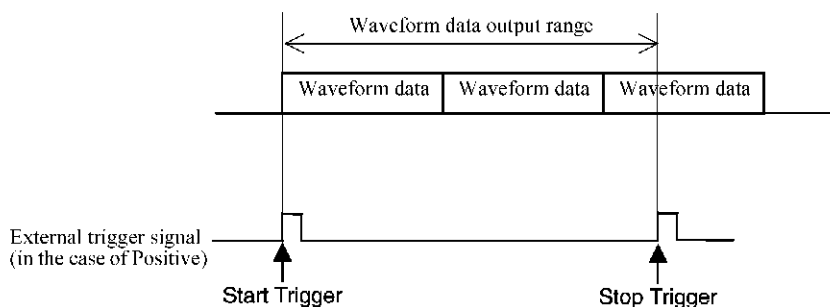 Waveform data output range
Waveform data Waveform data Waveform data
External trigger signal
(in the case of Positive)
Start Trigger Stop Trigger